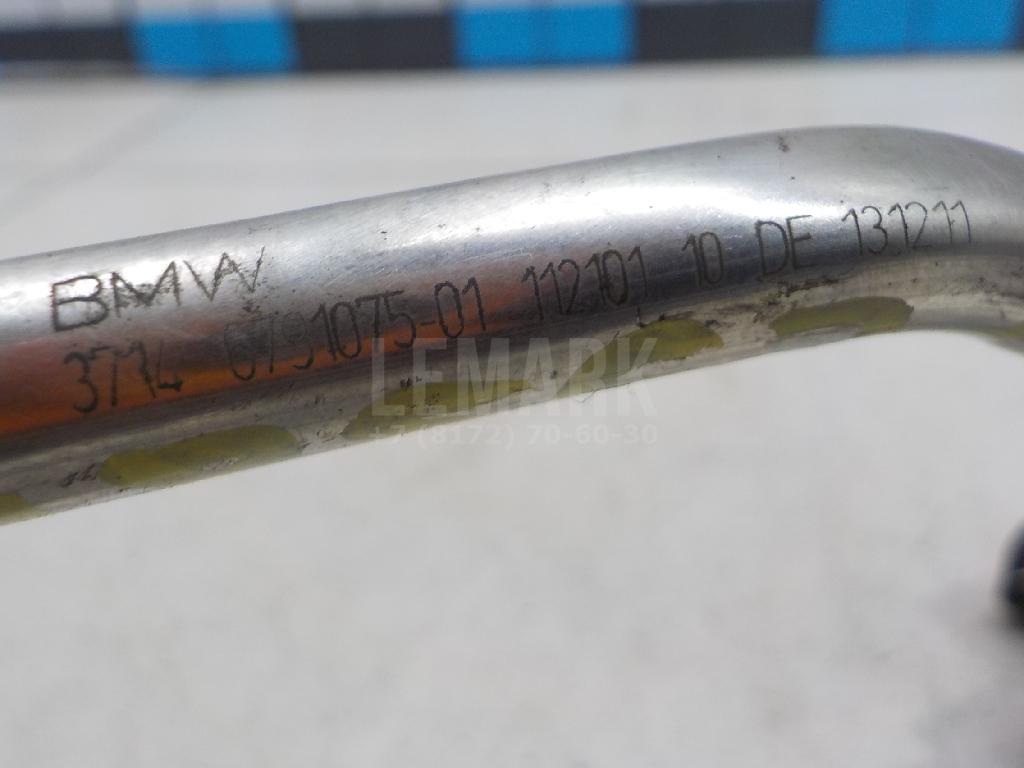 BMW
3714 6791075-01 112101 10 DE 131211
LEMARK
+7 (8172) 70-60-30